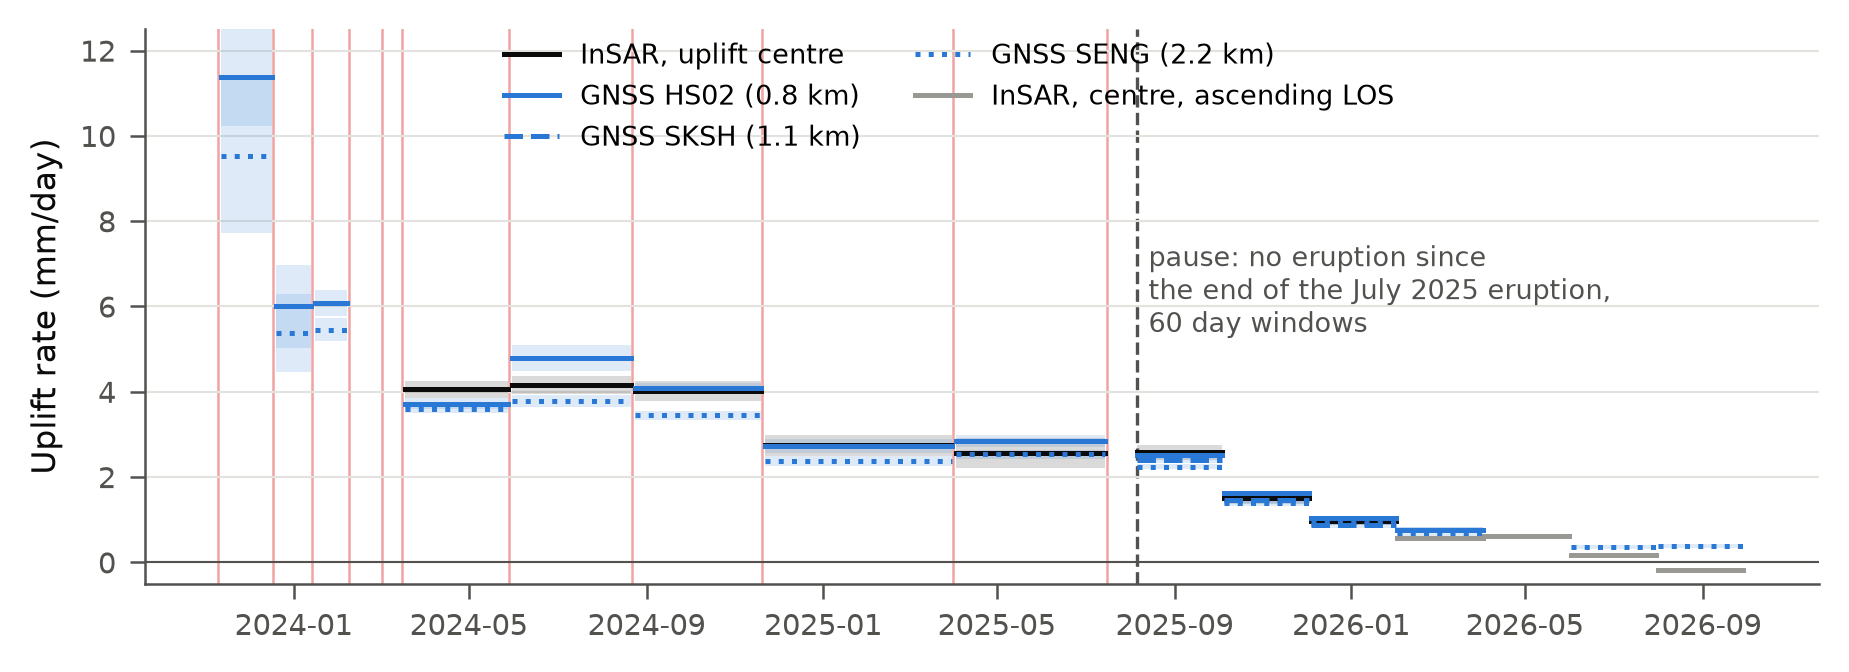 InSAR, uplift centre
GNSS HS02 (0.8 km)
GNSS SKSH (1.1 km)
GNSS SENG (2.2 km)
InSAR, centre, ascending LOS
Uplift rate (mm/day)
12
10
8
6
4
2
0
pause: no eruption since
the end of the July 2025 eruption,
60 day windows
2024-01
2024-05
2024-09
2025-01
2025-05
2025-09
2026-01
2026-05
2026-09